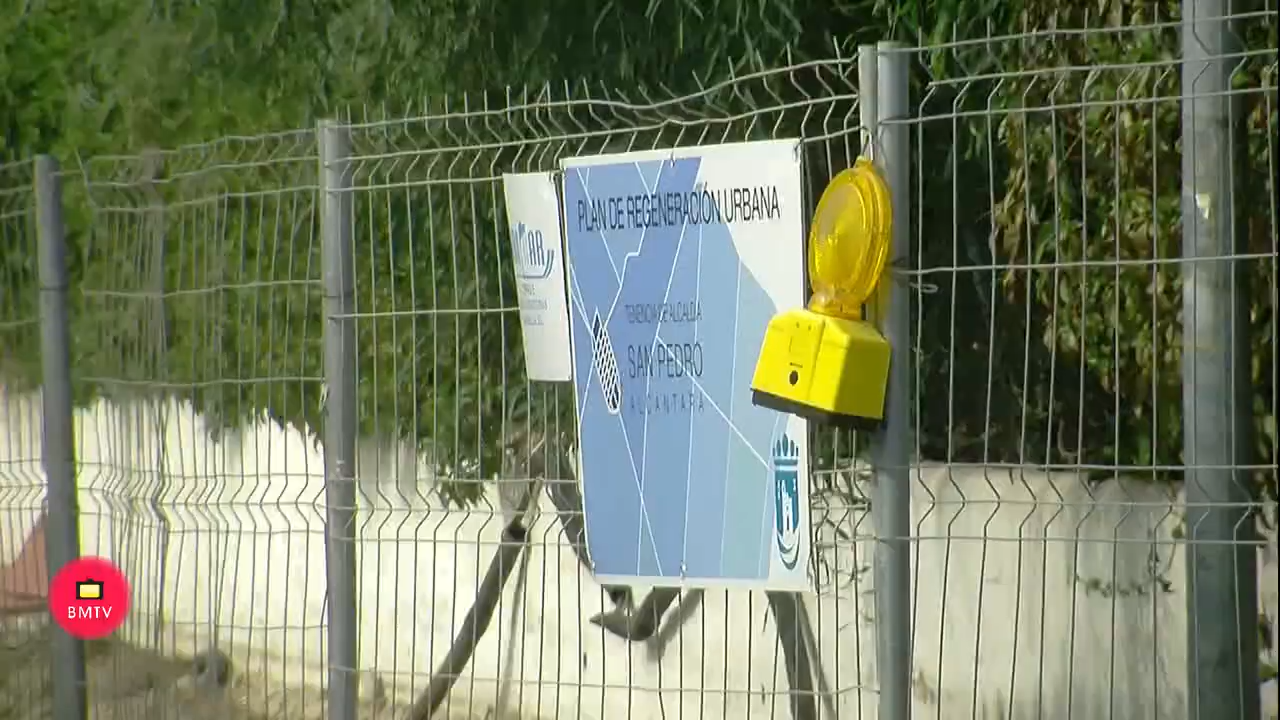 PLAN DE REGENERACIÓN URBANA
TENENCIA DE ALCALDÍA
SAN PEDRO
ALCÁNTARA
BMTV